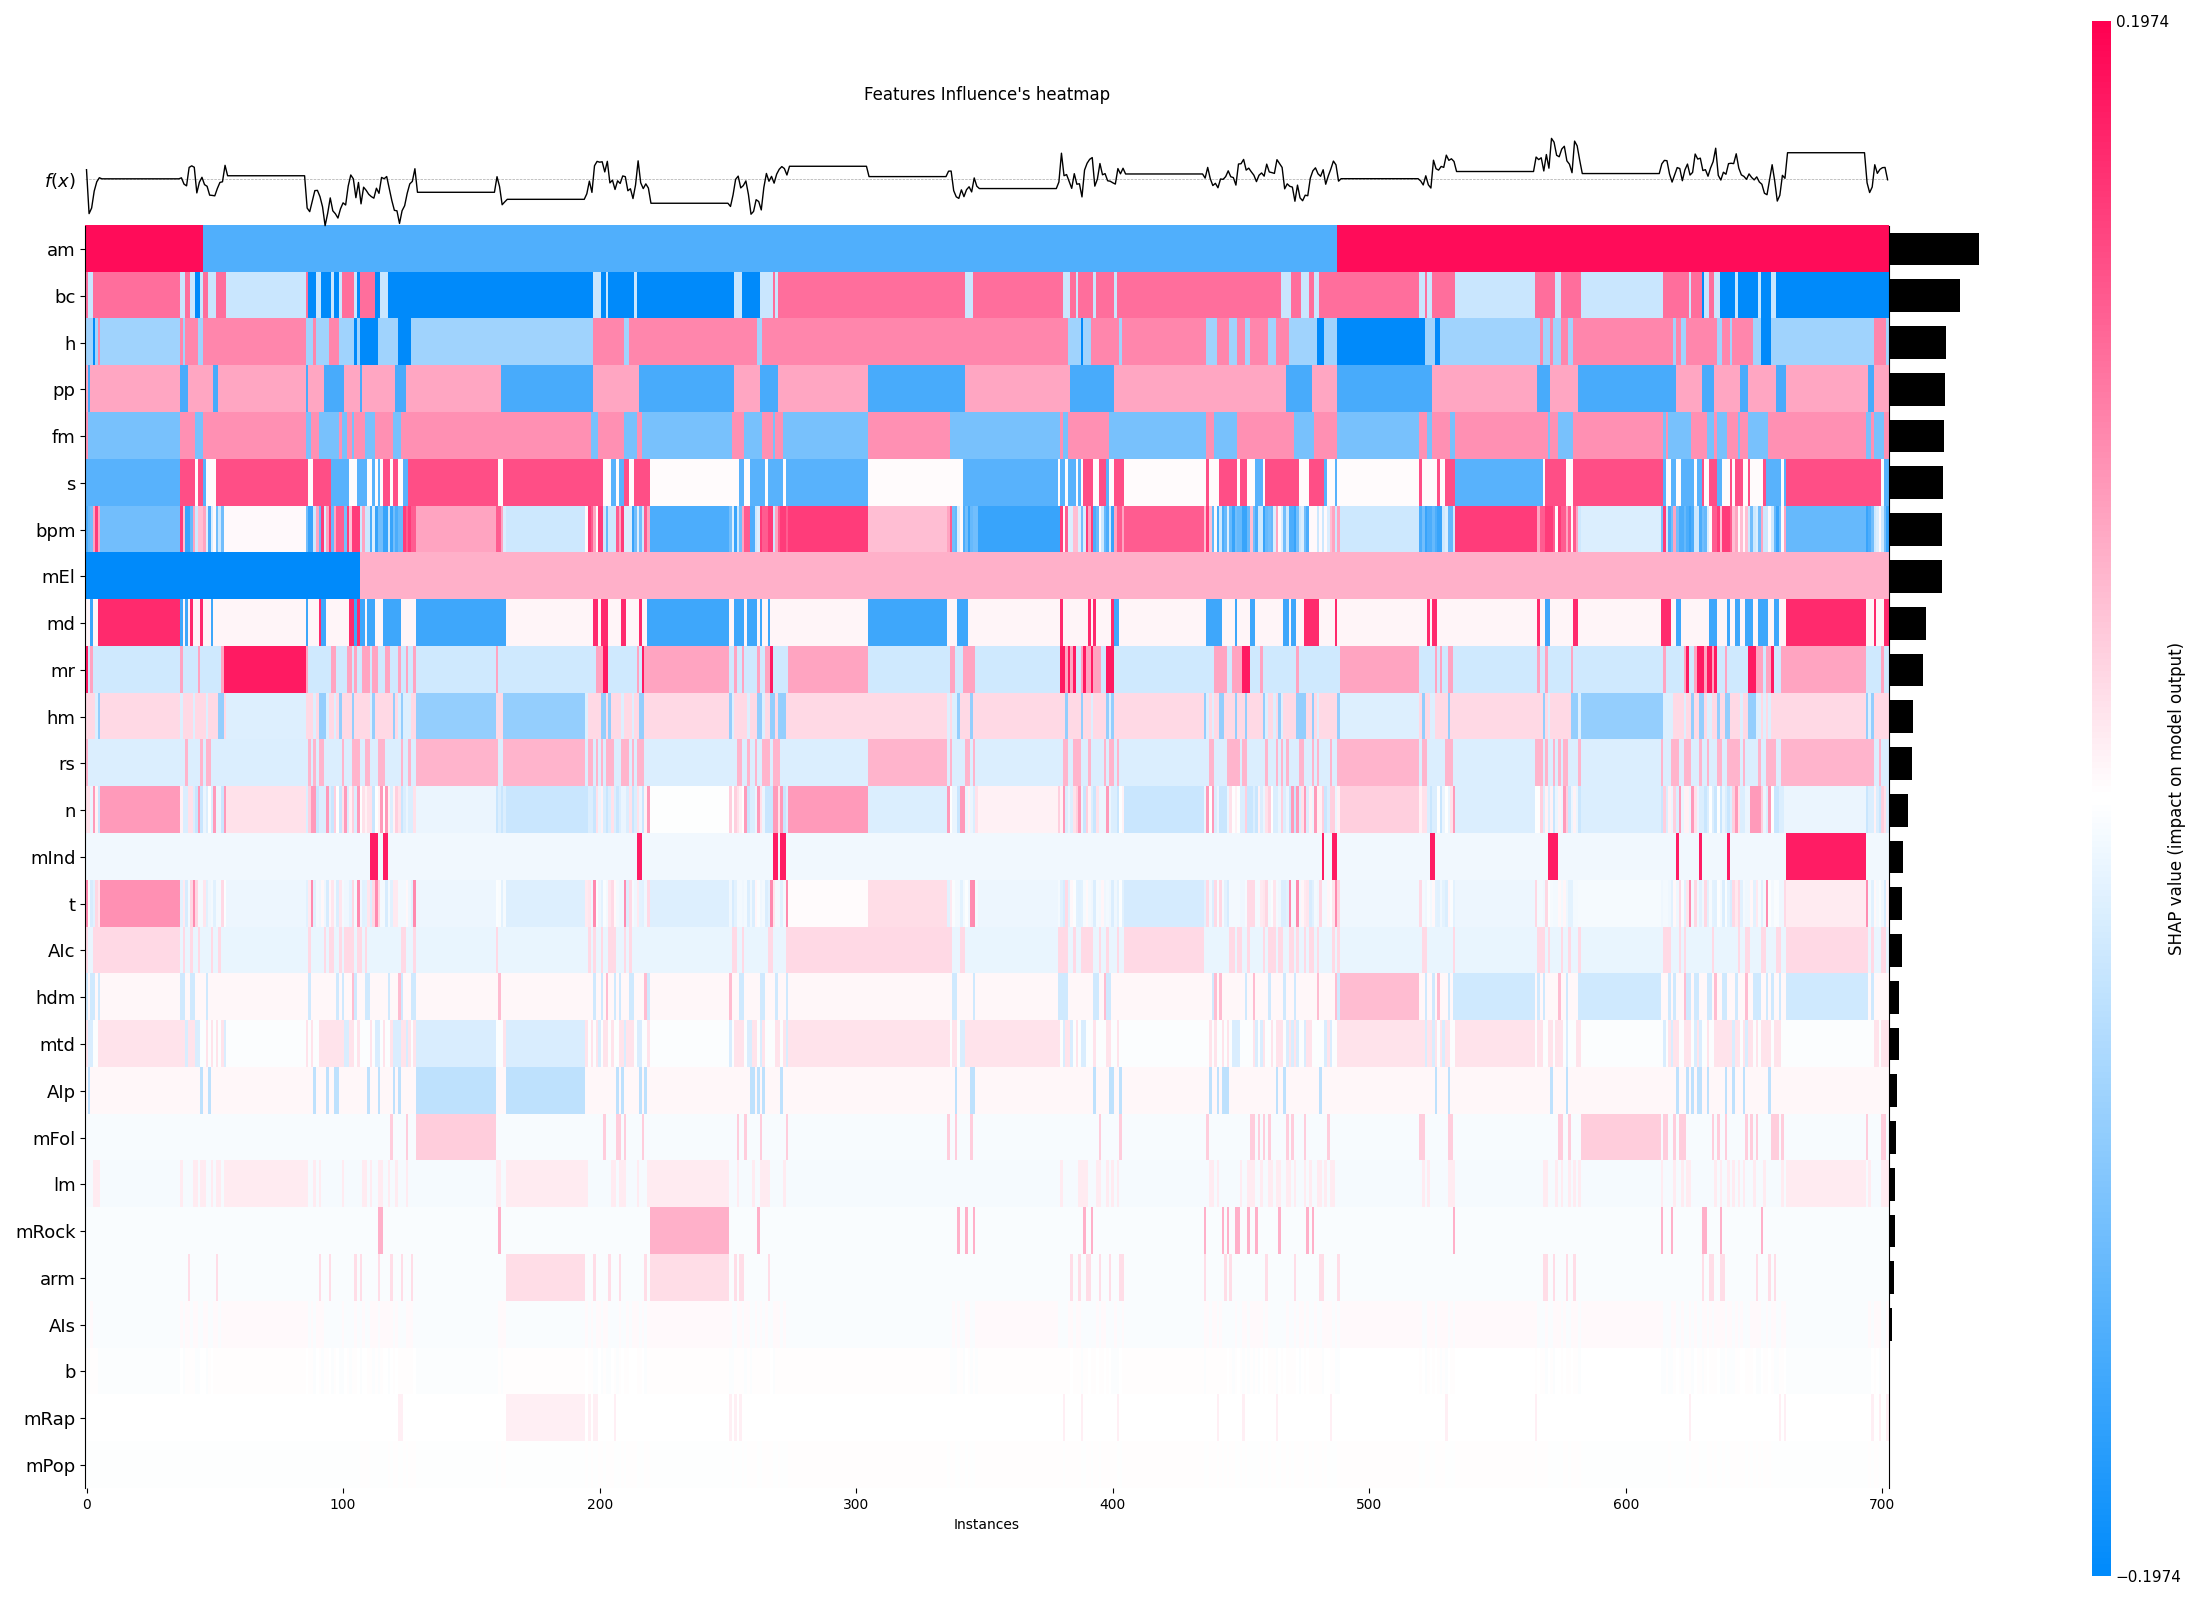 Features Influence's heatmap
f(x)
am
bc
h
pp
fm
s
bpm
mEl
md
mr
hm
rs
n
mInd
t
AIc
hdm
mtd
AIp
mFol
lm
mRock
arm
AIs
b
mRap
mPop
0 100 200 300 400 500 600 700
Instances
0.1974
SHAP value (impact on model output)
−0.1974